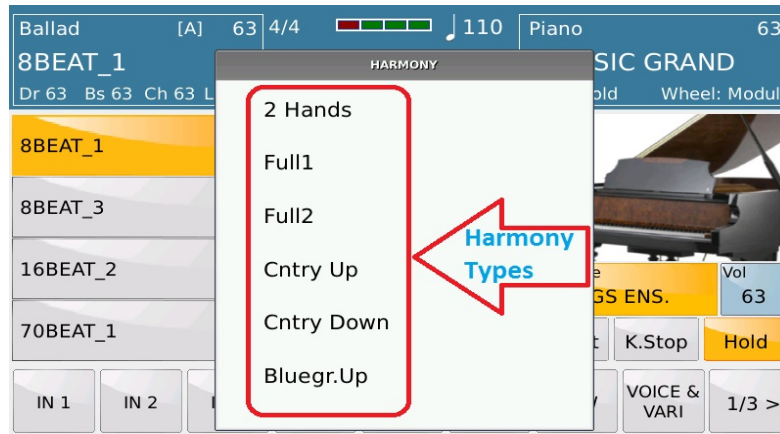 Ballad [A] 63 4/4 110 Piano 63
8BEAT_1 SIC GRAND
Dr 63 Bs 63 Ch 63 L Wheel: Modul
HARMONY
8BEAT_1
8BEAT_3
16BEAT_2
70BEAT_1
2 Hands
Full1
Full2
Cntry Up
Cntry Down
Bluegr.Up
Harmony
Types
Vol
GS ENS. 63
K.Stop Hold
IN 1 IN 2 VOICE &
VARI
1/3 >